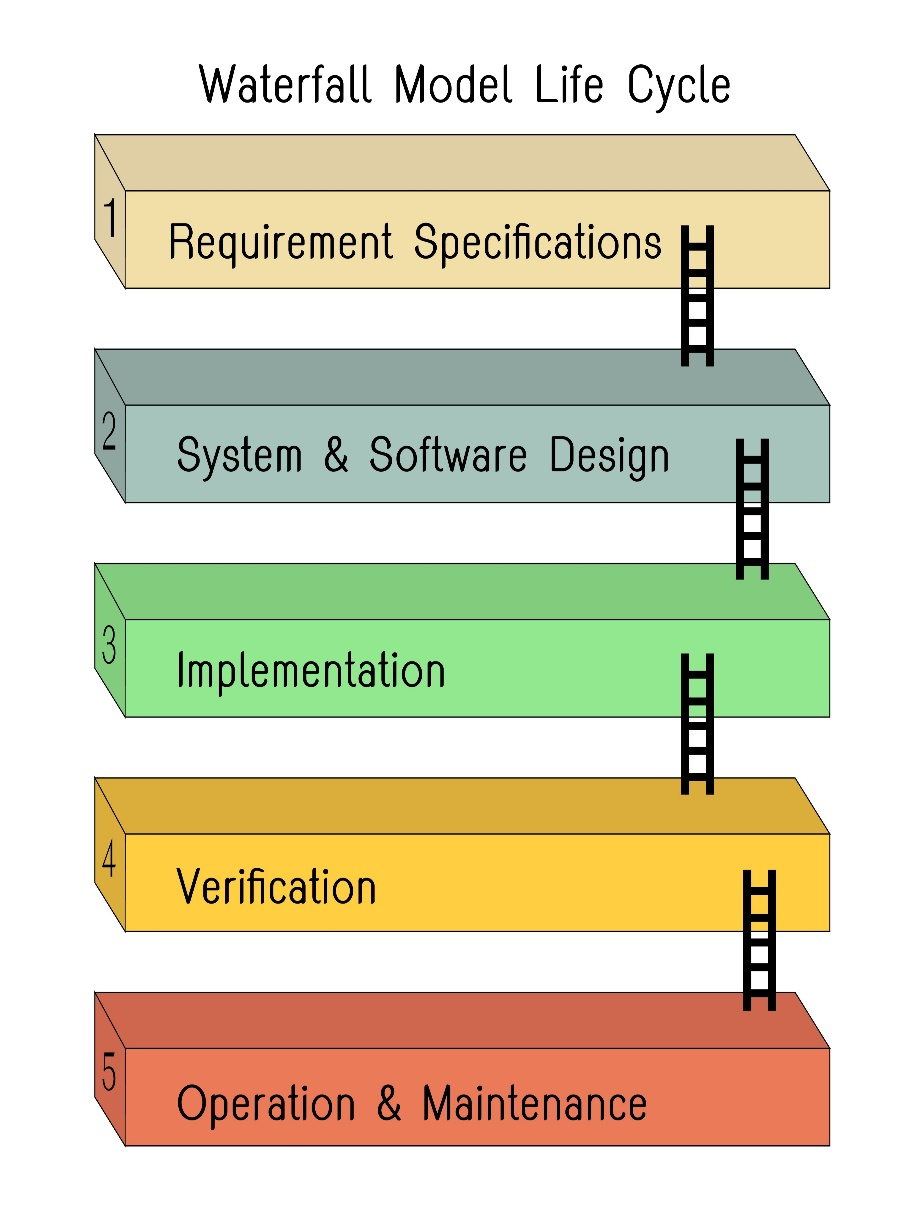 Waterfall Model Life Cycle
1
Requirement Specifications
2
System & Software Design
3
Implementation
4
Verification
5
Operation & Maintenance